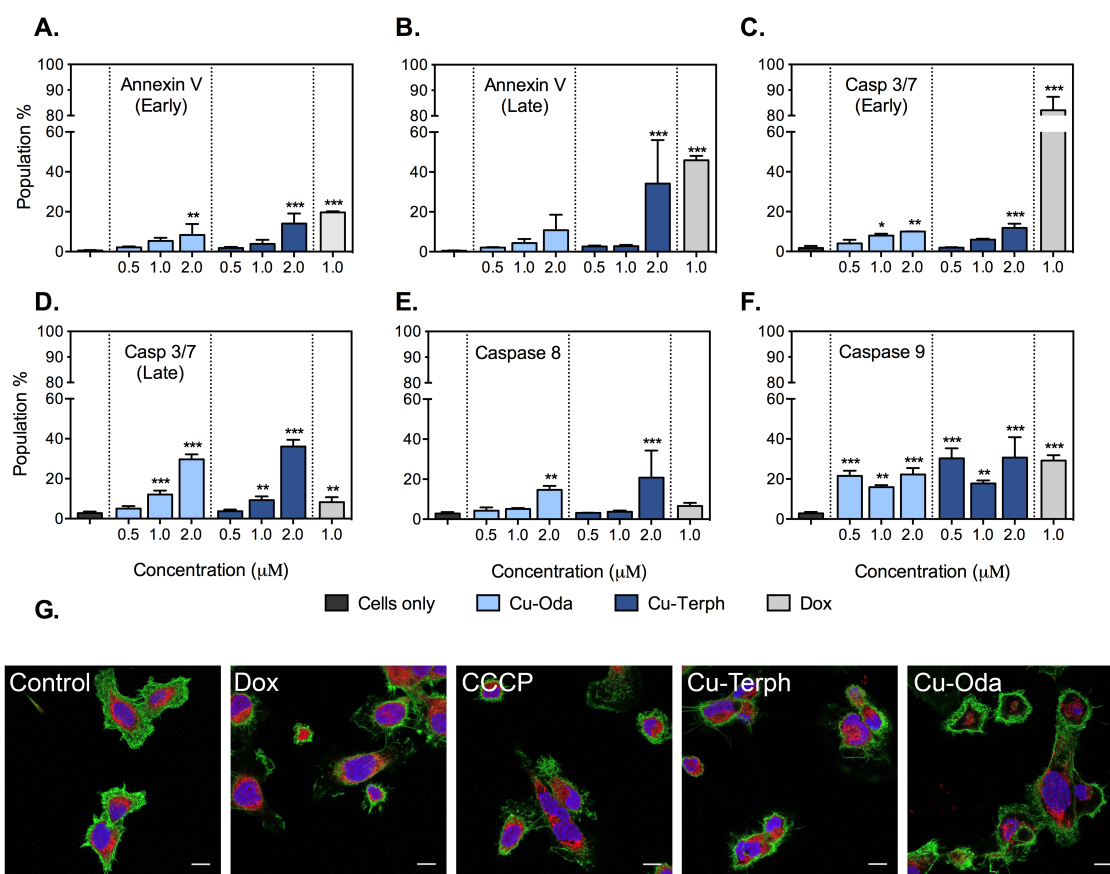 A.
B.
C.
100
90
80
60
40
20
0
Population %
Annexin V
(Early)
**
***
***
0.5 1.0 2.0 0.5 1.0 2.0 1.0
100
90
80
60
40
20
0
Annexin V
(Late)
***
***
0.5 1.0 2.0 0.5 1.0 2.0 1.0
100
90
80
60
40
20
0
Casp 3/7
(Early)
*
**
***
***
0.5 1.0 2.0 0.5 1.0 2.0 1.0
D.
E.
F.
100
90
80
60
40
20
0
Population %
Casp 3/7
(Late)
***
***
**
***
**
0.5 1.0 2.0 0.5 1.0 2.0 1.0
Concentration (μM)
100
90
80
60
40
20
0
Caspase 8
**
***
0.5 1.0 2.0 0.5 1.0 2.0 1.0
100
90
80
60
40
20
0
Caspase 9
***
**
***
***
**
***
***
0.5 1.0 2.0 0.5 1.0 2.0 1.0
Concentration (μM)
Cells only Cu-Oda Cu-Terph Dox
G.
Control
Dox
CCCP
Cu-Terph
Cu-Oda